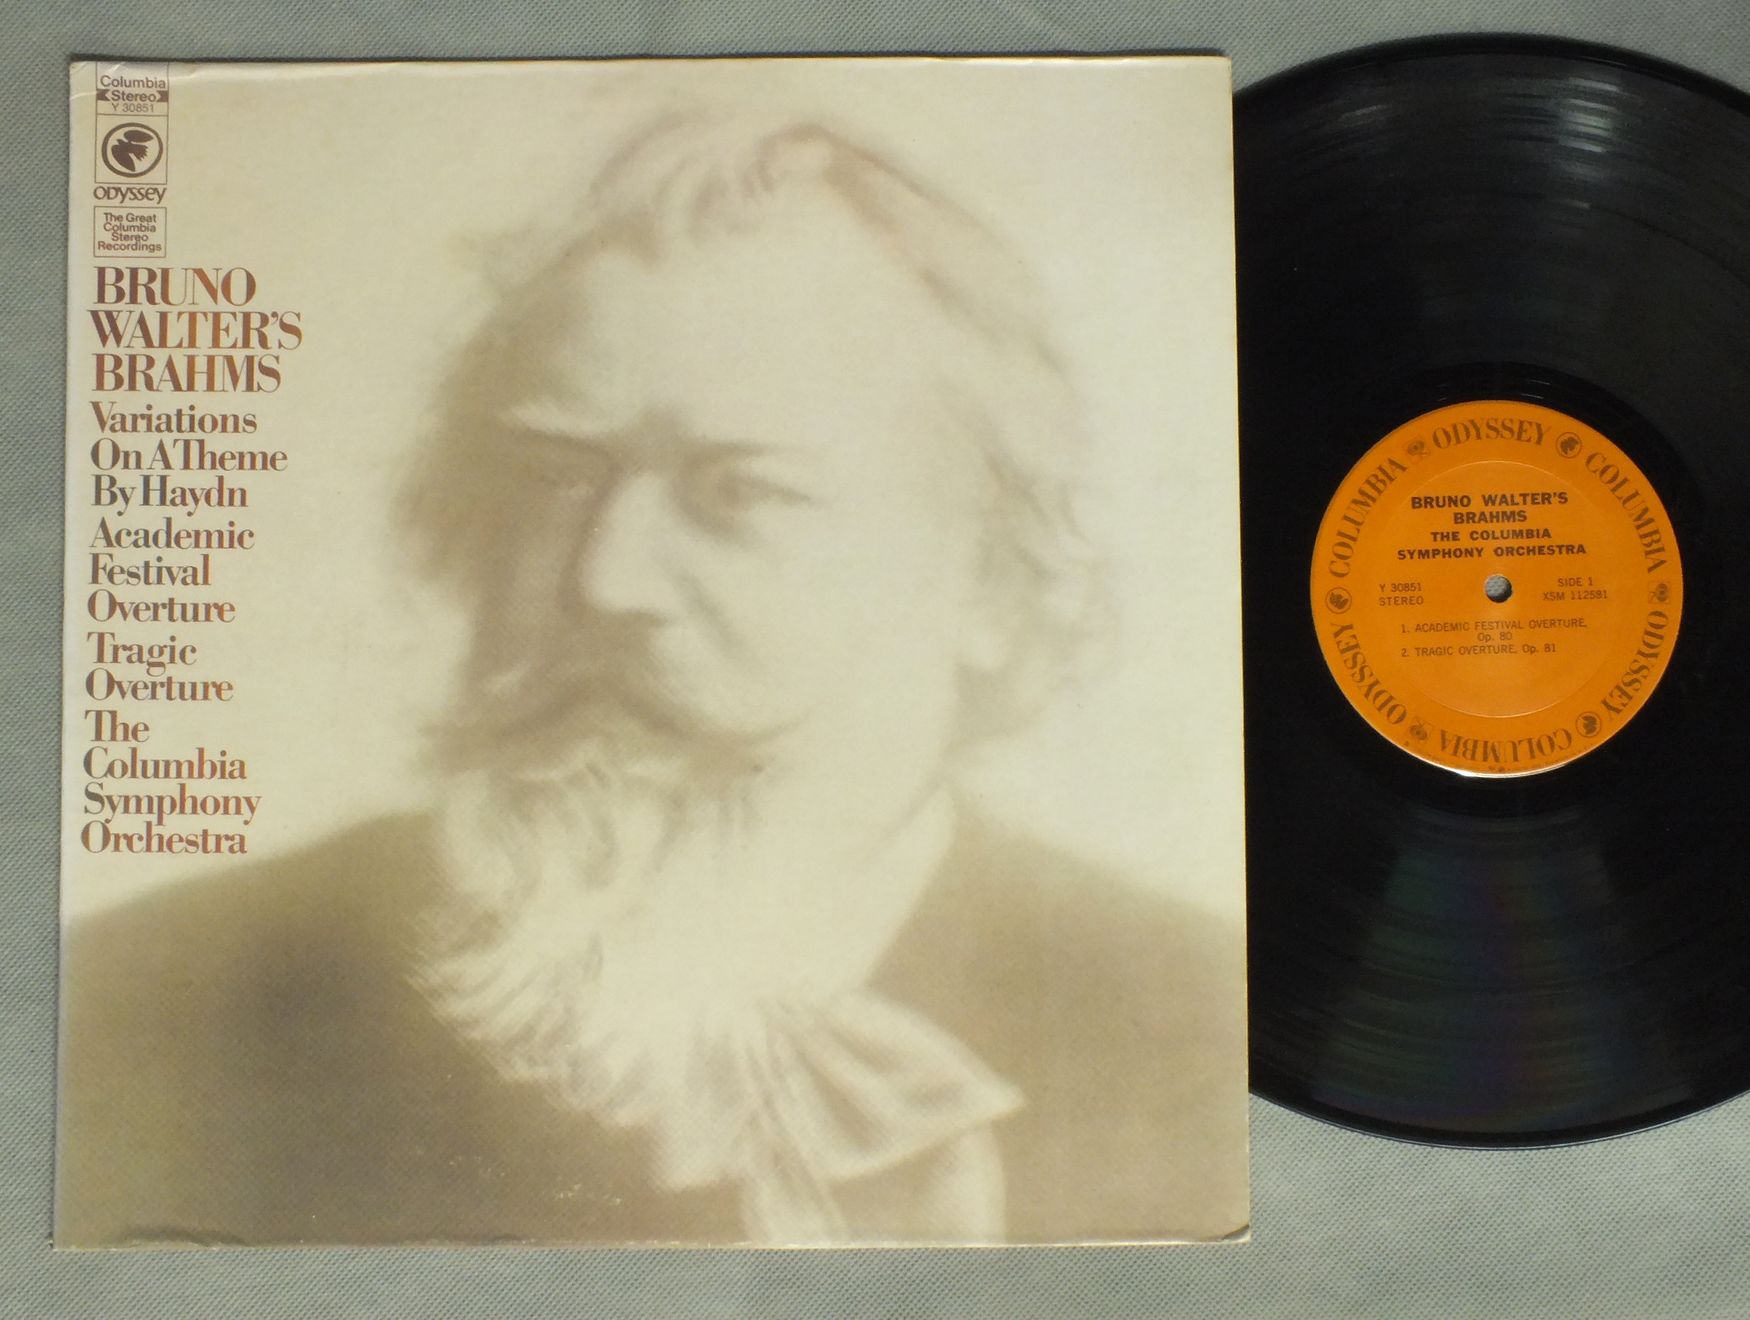 Columbia
Stereo
Y 30851
ODYSSEY
The Great
Columbia
Stereo
Recordings
BRUNO
WALTER'S
BRAHMS
Variations
On A Theme
By Haydn
Academic
Festival
Overture
Tragic
Overture
The
Columbia
Symphony
Orchestra
COLUMBIA ODYSSEY COLUMBIA ODYSSEY COLUMBIA ODYSSEY
BRUNO WALTER'S
BRAHMS
THE COLUMBIA
SYMPHONY ORCHESTRA
Y 30851
STEREO
SIDE 1
XSM 112581
1. ACADEMIC FESTIVAL OVERTURE,
Op. 80
2. TRAGIC OVERTURE, Op. 81